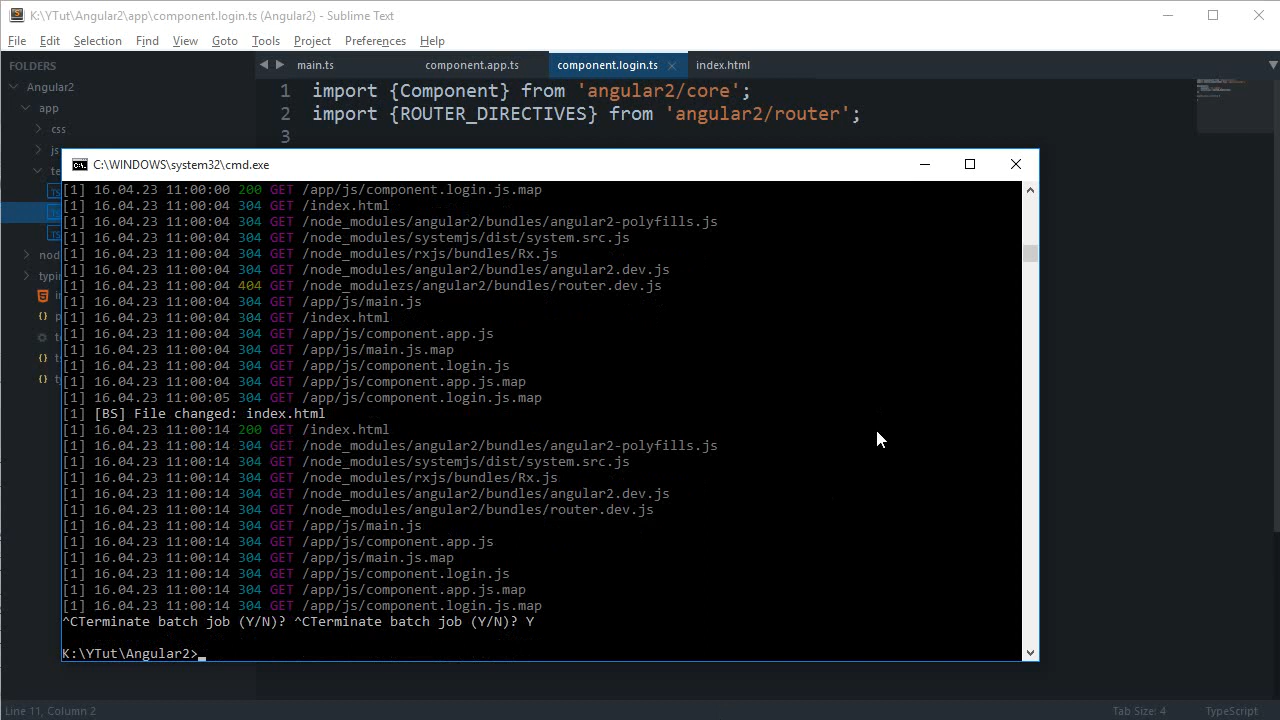 K:\YTut\Angular2\app\component.login.ts (Angular2) - Sublime Text
File Edit Selection Find View Goto Tools Project Preferences Help
FOLDERS
main.ts component.app.ts component.login.ts index.html
Angular2
app
css
js
te
nod
typin
in
1 import {Component} from 'angular2/core';
2 import {ROUTER_DIRECTIVES} from 'angular2/router';
3
C:\WINDOWS\system32\cmd.exe
[1] 16.04.23 11:00:00 200 GET /app/js/component.login.js.map
[1] 16.04.23 11:00:04 304 GET /index.html
[1] 16.04.23 11:00:04 304 GET /node_modules/angular2/bundles/angular2-polyfills.js
[1] 16.04.23 11:00:04 304 GET /node_modules/systemjs/dist/system.src.js
[1] 16.04.23 11:00:04 304 GET /node_modules/rxjs/bundles/Rx.js
[1] 16.04.23 11:00:04 304 GET /node_modules/angular2/bundles/angular2.dev.js
[1] 16.04.23 11:00:04 404 GET /node_modulezs/angular2/bundles/router.dev.js
[1] 16.04.23 11:00:04 304 GET /app/js/main.js
[1] 16.04.23 11:00:04 304 GET /index.html
[1] 16.04.23 11:00:04 304 GET /app/js/component.app.js
[1] 16.04.23 11:00:04 304 GET /app/js/main.js.map
[1] 16.04.23 11:00:04 304 GET /app/js/component.login.js
[1] 16.04.23 11:00:04 304 GET /app/js/component.app.js.map
[1] 16.04.23 11:00:05 304 GET /app/js/component.login.js.map
[1] [BS] File changed: index.html
[1] 16.04.23 11:00:14 200 GET /index.html
[1] 16.04.23 11:00:14 304 GET /node_modules/angular2/bundles/angular2-polyfills.js
[1] 16.04.23 11:00:14 304 GET /node_modules/systemjs/dist/system.src.js
[1] 16.04.23 11:00:14 304 GET /node_modules/rxjs/bundles/Rx.js
[1] 16.04.23 11:00:14 304 GET /node_modules/angular2/bundles/angular2.dev.js
[1] 16.04.23 11:00:14 304 GET /node_modules/angular2/bundles/router.dev.js
[1] 16.04.23 11:00:14 304 GET /app/js/main.js
[1] 16.04.23 11:00:14 304 GET /app/js/component.app.js
[1] 16.04.23 11:00:14 304 GET /app/js/main.js.map
[1] 16.04.23 11:00:14 304 GET /app/js/component.login.js
[1] 16.04.23 11:00:14 304 GET /app/js/component.app.js.map
[1] 16.04.23 11:00:14 304 GET /app/js/component.login.js.map
^CTerminate batch job (Y/N)? ^CTerminate batch job (Y/N)? Y
K:\YTut\Angular2>
Line 11, Column 2 Tab Size: 4 TypeScript